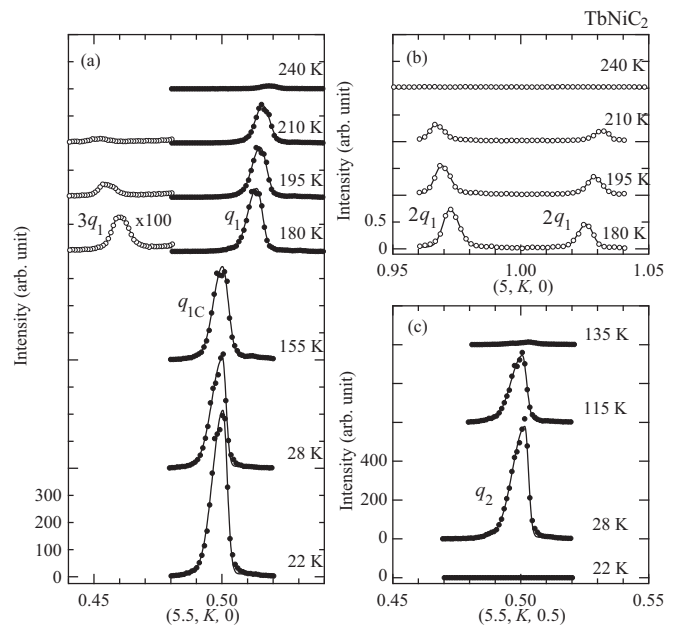 TbNiC₂
(a)
240 K
210 K
195 K
3q₁
x100
q₁
180 K
q₁C
155 K
28 K
22 K
300
200
100
0
0.45
0.50
(5.5, K, 0)
Intensity (arb. unit)
(b)
240 K
210 K
195 K
2q₁
2q₁
180 K
0.5
0
0.95
1.00
1.05
(5, K, 0)
Intensity (arb. unit)
(c)
135 K
115 K
q₂
28 K
22 K
400
200
0
0
0.45
0.50
0.55
(5.5, K, 0.5)
Intensity (arb. unit)